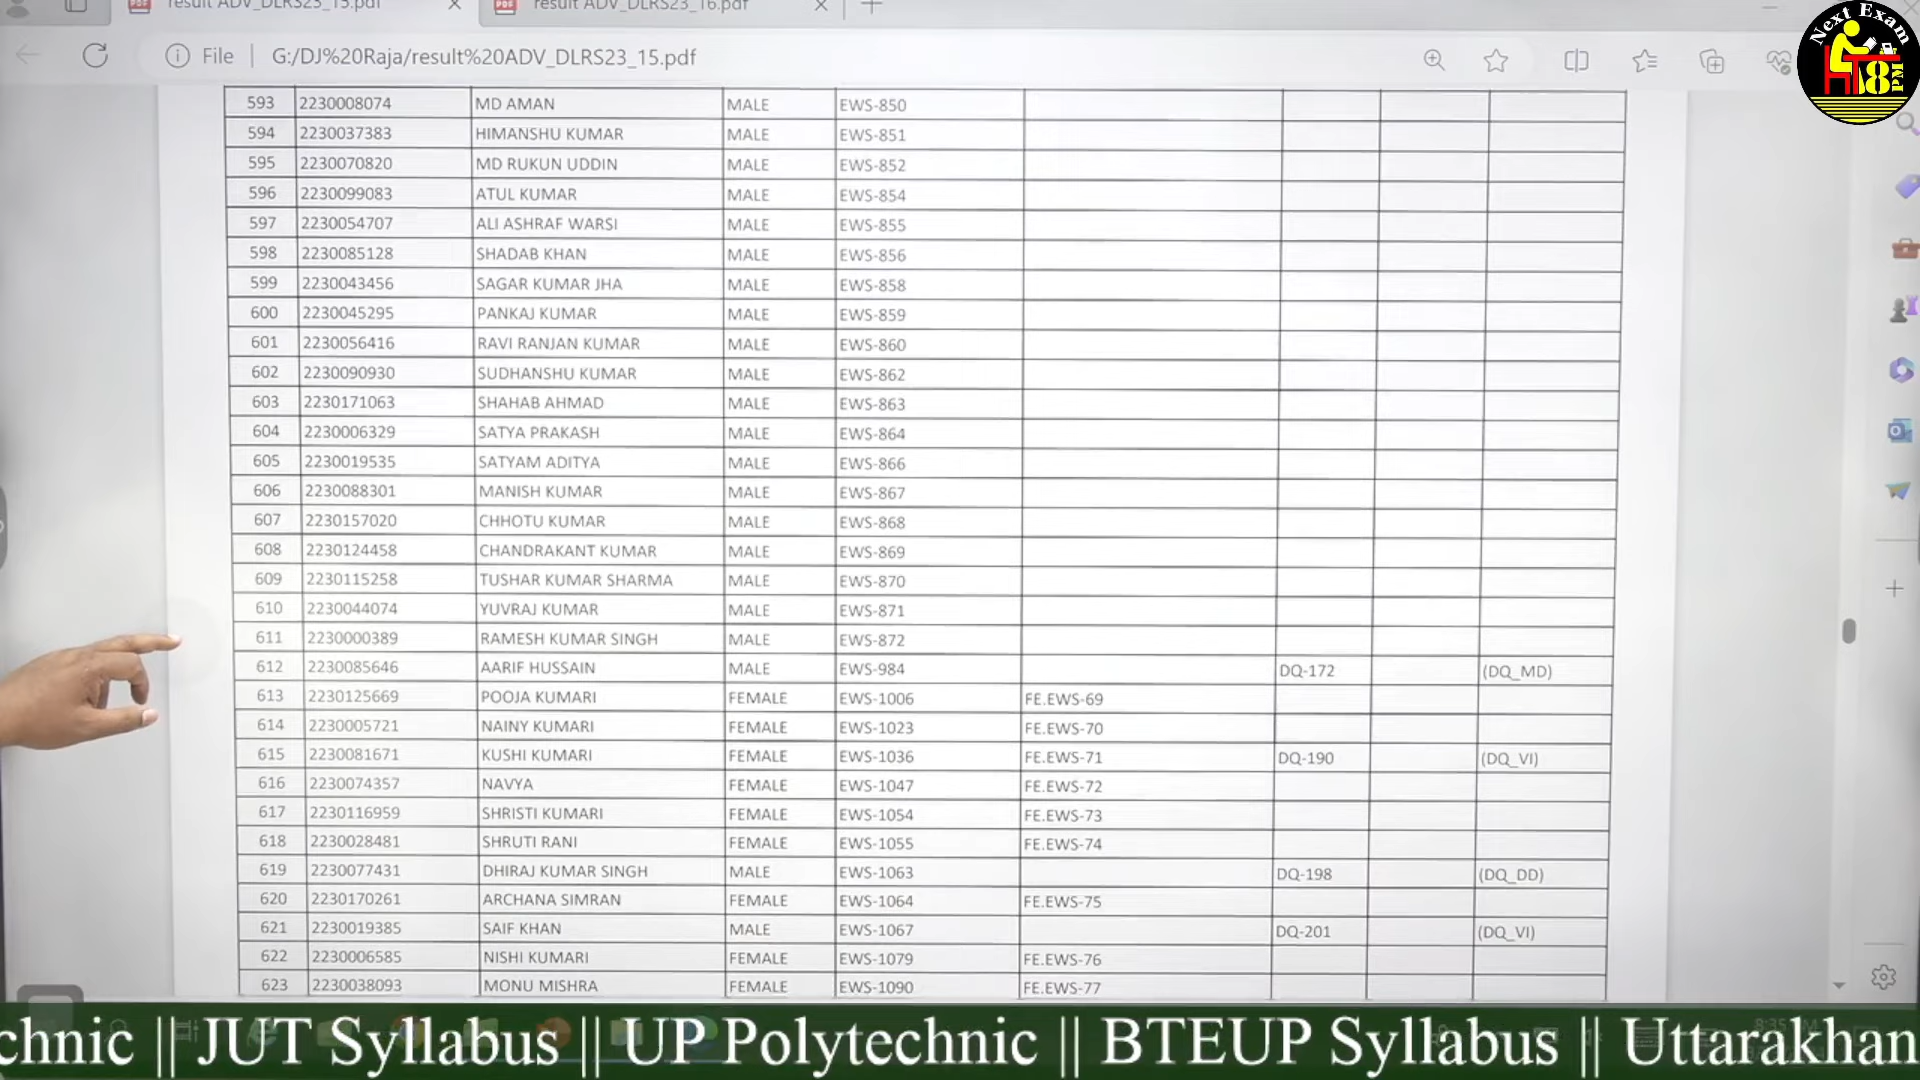 result ADV_DLRS23_15.pdf
result ADV_DLRS23_16.pdf
File G:/DJ%20Raja/result%20ADV_DLRS23_15.pdf
Next Exam
8 PM
593 2230008074 MD AMAN MALE EWS-850
594 2230037383 HIMANSHU KUMAR MALE EWS-851
595 2230070820 MD RUKUN UDDIN MALE EWS-852
596 2230099083 ATUL KUMAR MALE EWS-854
597 2230054707 ALI ASHRAF WARSI MALE EWS-855
598 2230085128 SHADAB KHAN MALE EWS-856
599 2230043456 SAGAR KUMAR JHA MALE EWS-858
600 2230045295 PANKAJ KUMAR MALE EWS-859
601 2230056416 RAVI RANJAN KUMAR MALE EWS-860
602 2230090930 SUDHANSHU KUMAR MALE EWS-862
603 2230171063 SHAHAB AHMAD MALE EWS-863
604 2230006329 SATYA PRAKASH MALE EWS-864
605 2230019535 SATYAM ADITYA MALE EWS-866
606 2230088301 MANISH KUMAR MALE EWS-867
607 2230157020 CHHOTU KUMAR MALE EWS-868
608 2230124458 CHANDRAKANT KUMAR MALE EWS-869
609 2230115258 TUSHAR KUMAR SHARMA MALE EWS-870
610 2230044074 YUVRAJ KUMAR MALE EWS-871
611 2230000389 RAMESH KUMAR SINGH MALE EWS-872
612 2230085646 AARIF HUSSAIN MALE EWS-984 DQ-172 (DQ_MD)
613 2230125669 POOJA KUMARI FEMALE EWS-1006 FE.EWS-69
614 2230005721 NAINY KUMARI FEMALE EWS-1023 FE.EWS-70
615 2230081671 KUSHI KUMARI FEMALE EWS-1036 FE.EWS-71 DQ-190 (DQ_VI)
616 2230074357 NAVYA FEMALE EWS-1047 FE.EWS-72
617 2230116959 SHRISTI KUMARI FEMALE EWS-1054 FE.EWS-73
618 2230028481 SHRUTI RANI FEMALE EWS-1055 FE.EWS-74
619 2230077431 DHIRAJ KUMAR SINGH MALE EWS-1063 DQ-198 (DQ_DD)
620 2230170261 ARCHANA SIMRAN FEMALE EWS-1064 FE.EWS-75
621 2230019385 SAIF KHAN MALE EWS-1067 DQ-201 (DQ_VI)
622 2230006585 NISHI KUMARI FEMALE EWS-1079 FE.EWS-76
623 2230038093 MONU MISHRA FEMALE EWS-1090 FE.EWS-77
chnic || JUT Syllabus || UP Polytechnic || BTEUP Syllabus || Uttarakhan